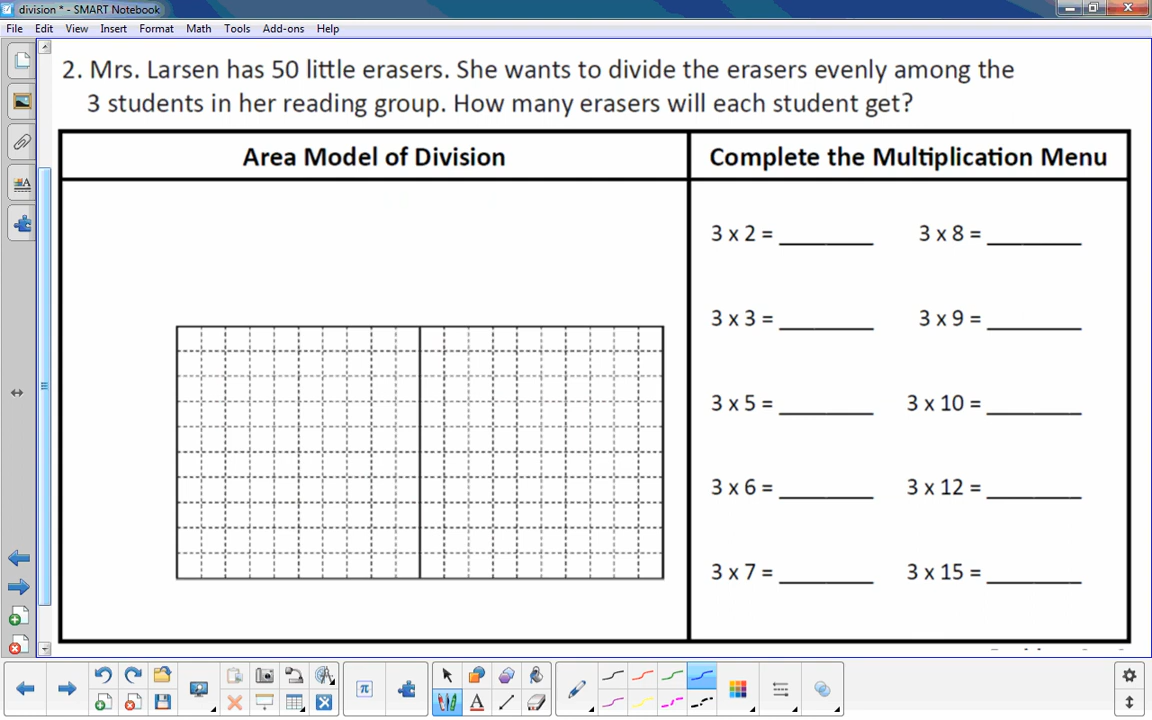 division * - SMART Notebook
File Edit View Insert Format Math Tools Add-ons Help
2. Mrs. Larsen has 50 little erasers. She wants to divide the erasers evenly among the
3 students in her reading group. How many erasers will each student get?
Area Model of Division
Complete the Multiplication Menu
3 x 2 = ________ 3 x 8 = ________
3 x 3 = ________ 3 x 9 = ________
3 x 5 = ________ 3 x 10 = ________
3 x 6 = ________ 3 x 12 = ________
3 x 7 = ________ 3 x 15 = ________